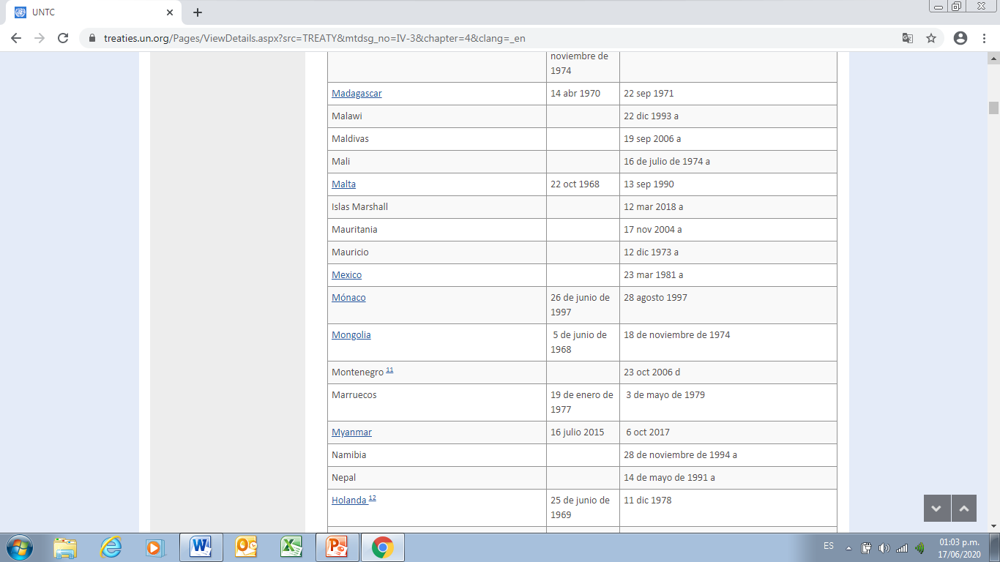 UNTC
treaties.un.org/Pages/ViewDetails.aspx?src=TREATY&mtdsg_no=IV-3&chapter=4&clang=_en
noviembre de
1974
Madagascar 14 abr 1970 22 sep 1971
Malawi 22 dic 1993 a
Maldivas 19 sep 2006 a
Mali 16 de julio de 1974 a
Malta 22 oct 1968 13 sep 1990
Islas Marshall 12 mar 2018 a
Mauritania 17 nov 2004 a
Mauricio 12 dic 1973 a
Mexico 23 mar 1981 a
Mónaco 26 de junio de 28 agosto 1997
1997
Mongolia 5 de junio de 18 de noviembre de 1974
1968
Montenegro 11 23 oct 2006 d
Marruecos 19 de enero de 3 de mayo de 1979
1977
Myanmar 16 julio 2015 6 oct 2017
Namibia 28 de noviembre de 1994 a
Nepal 14 de mayo de 1991 a
Holanda 12 25 de junio de 11 dic 1978
1969
ES 01:03 p.m.
17/06/2020